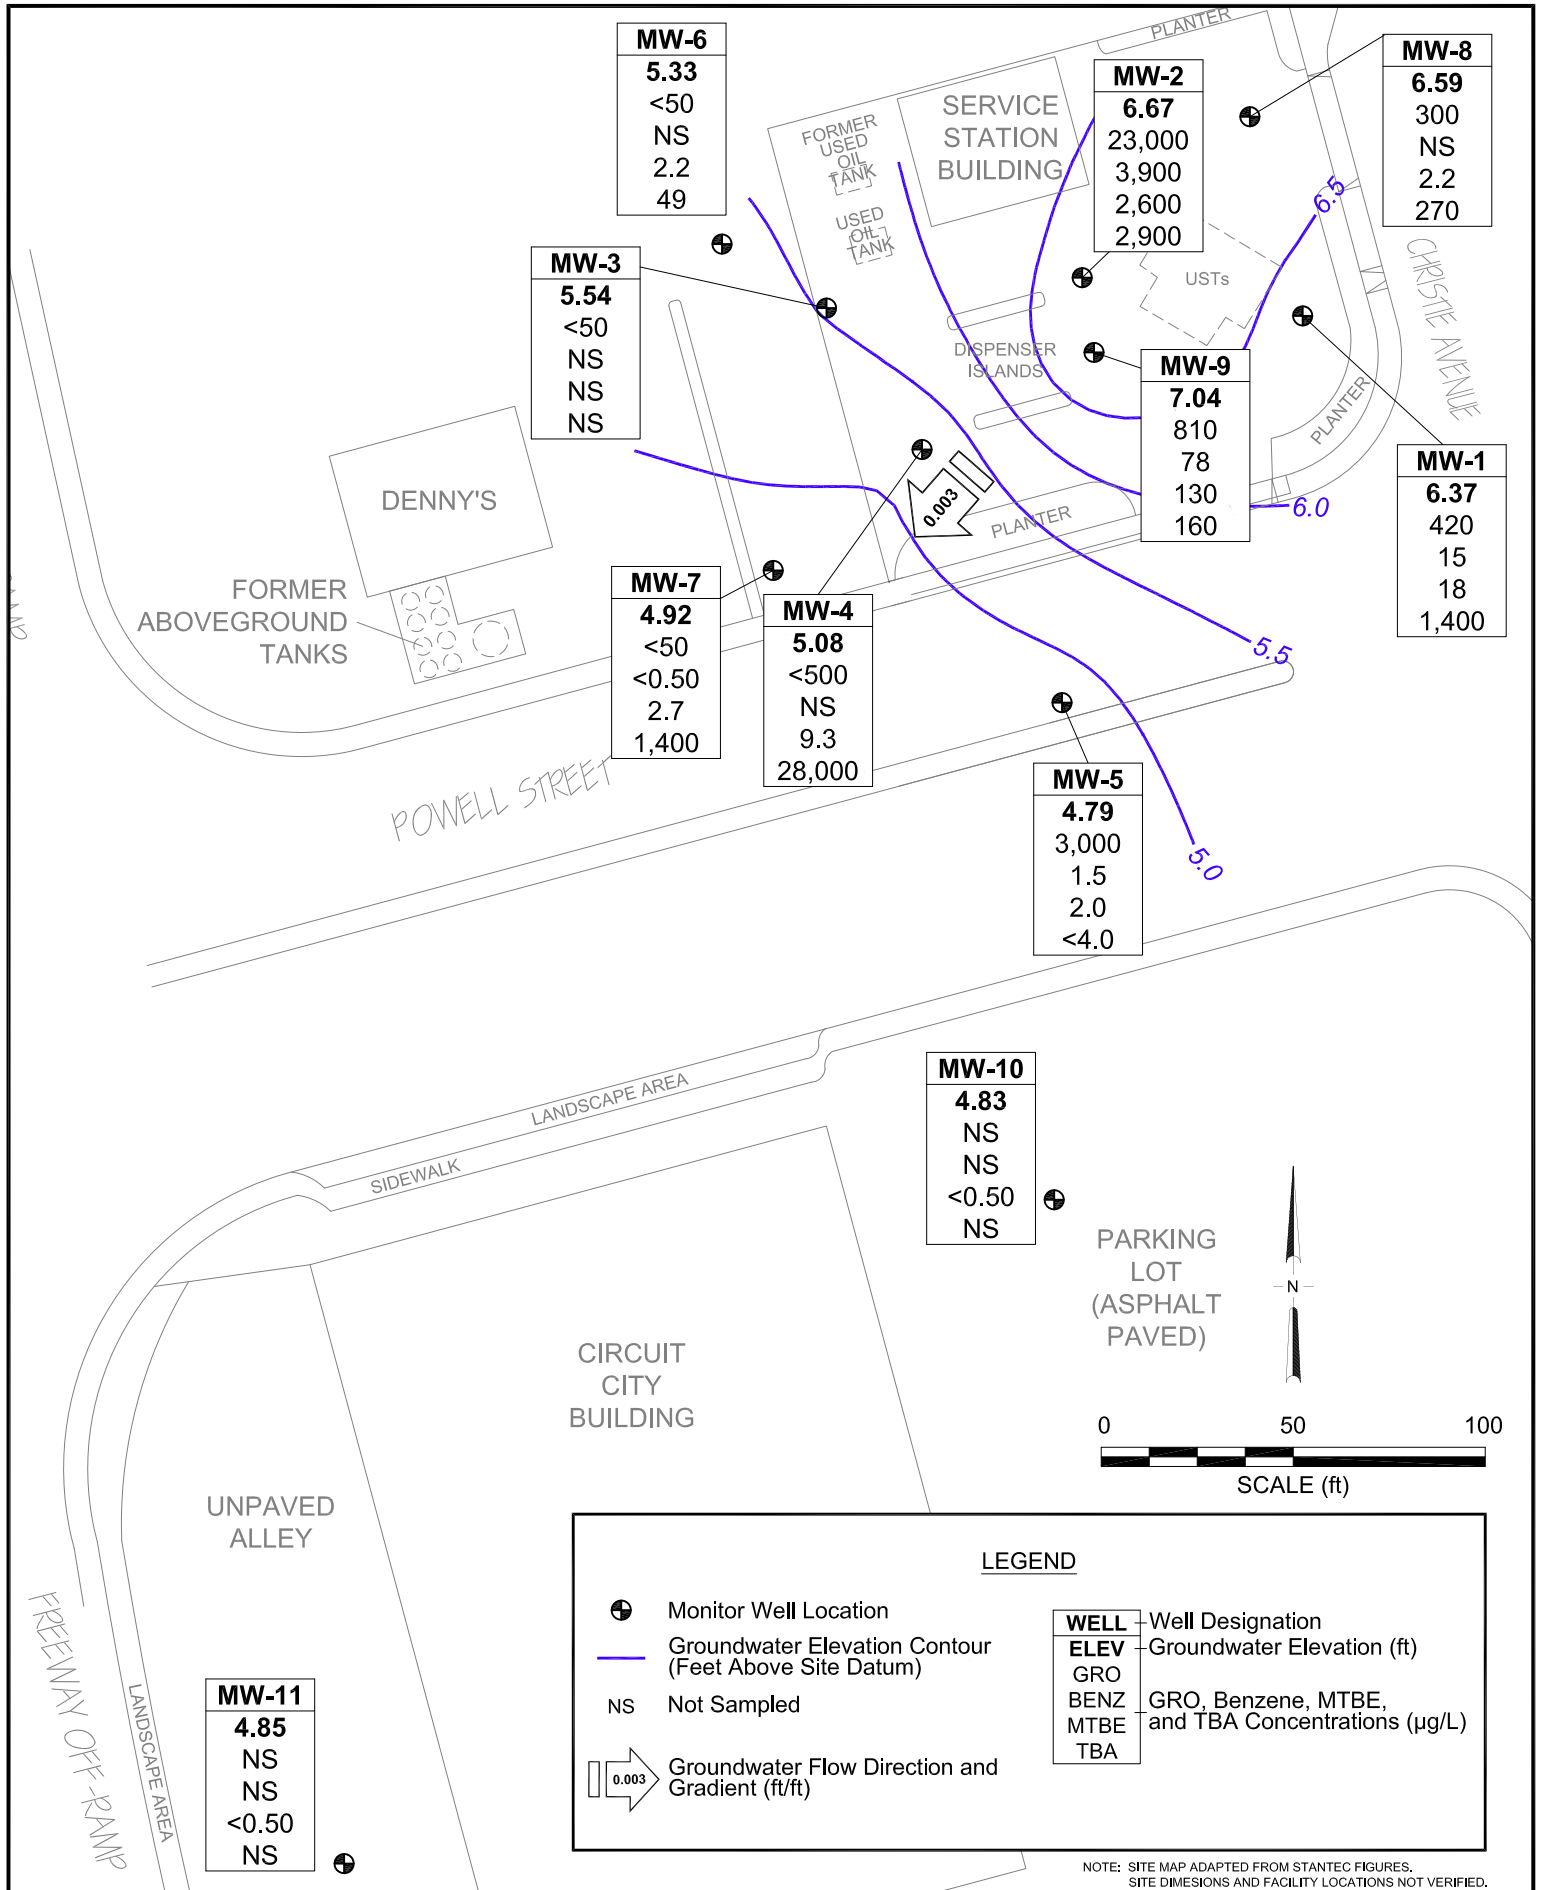 MW-6
5.33
<50
NS
2.2
49
PLANTER
MW-8
6.59
300
NS
2.2
270
MW-2
6.67
23,000
3,900
2,600
2,900
SERVICE
STATION
BUILDING
FORMER
USED
OIL
TANK
USED
OIL
TANK
MW-3
5.54
<50
NS
NS
NS
6.5
USTs
CHRISTIE AVENUE
DISPENSER
ISLANDS
MW-9
7.04
810
78
130
160
PLANTER
MW-1
6.37
420
15
18
1,400
DENNY'S
0.003
PLANTER
6.0
FORMER
ABOVEGROUND
TANKS
MW-7
4.92
<50
<0.50
2.7
1,400
MW-4
5.08
<500
NS
9.3
28,000
5.5
POWELL STREET
MW-5
4.79
3,000
1.5
2.0
<4.0
5.0
MW-10
4.83
NS
NS
<0.50
NS
LANDSCAPE AREA
SIDEWALK
PARKING
LOT
(ASPHALT
PAVED)
N
CIRCUIT
CITY
BUILDING
0 50 100
SCALE (ft)
UNPAVED
ALLEY
FREEWAY OFF-RAMP
LANDSCAPE AREA
MW-11
4.85
NS
NS
<0.50
NS
LEGEND
Monitor Well Location
Groundwater Elevation Contour
(Feet Above Site Datum)
NS Not Sampled
0.003
Groundwater Flow Direction and
Gradient (ft/ft)
WELL Well Designation
ELEV Groundwater Elevation (ft)
GRO
BENZ
MTBE
TBA
GRO, Benzene, MTBE,
and TBA Concentrations (µg/L)
NOTE: SITE MAP ADAPTED FROM STANTEC FIGURES.
SITE DIMESIONS AND FACILITY LOCATIONS NOT VERIFIED.